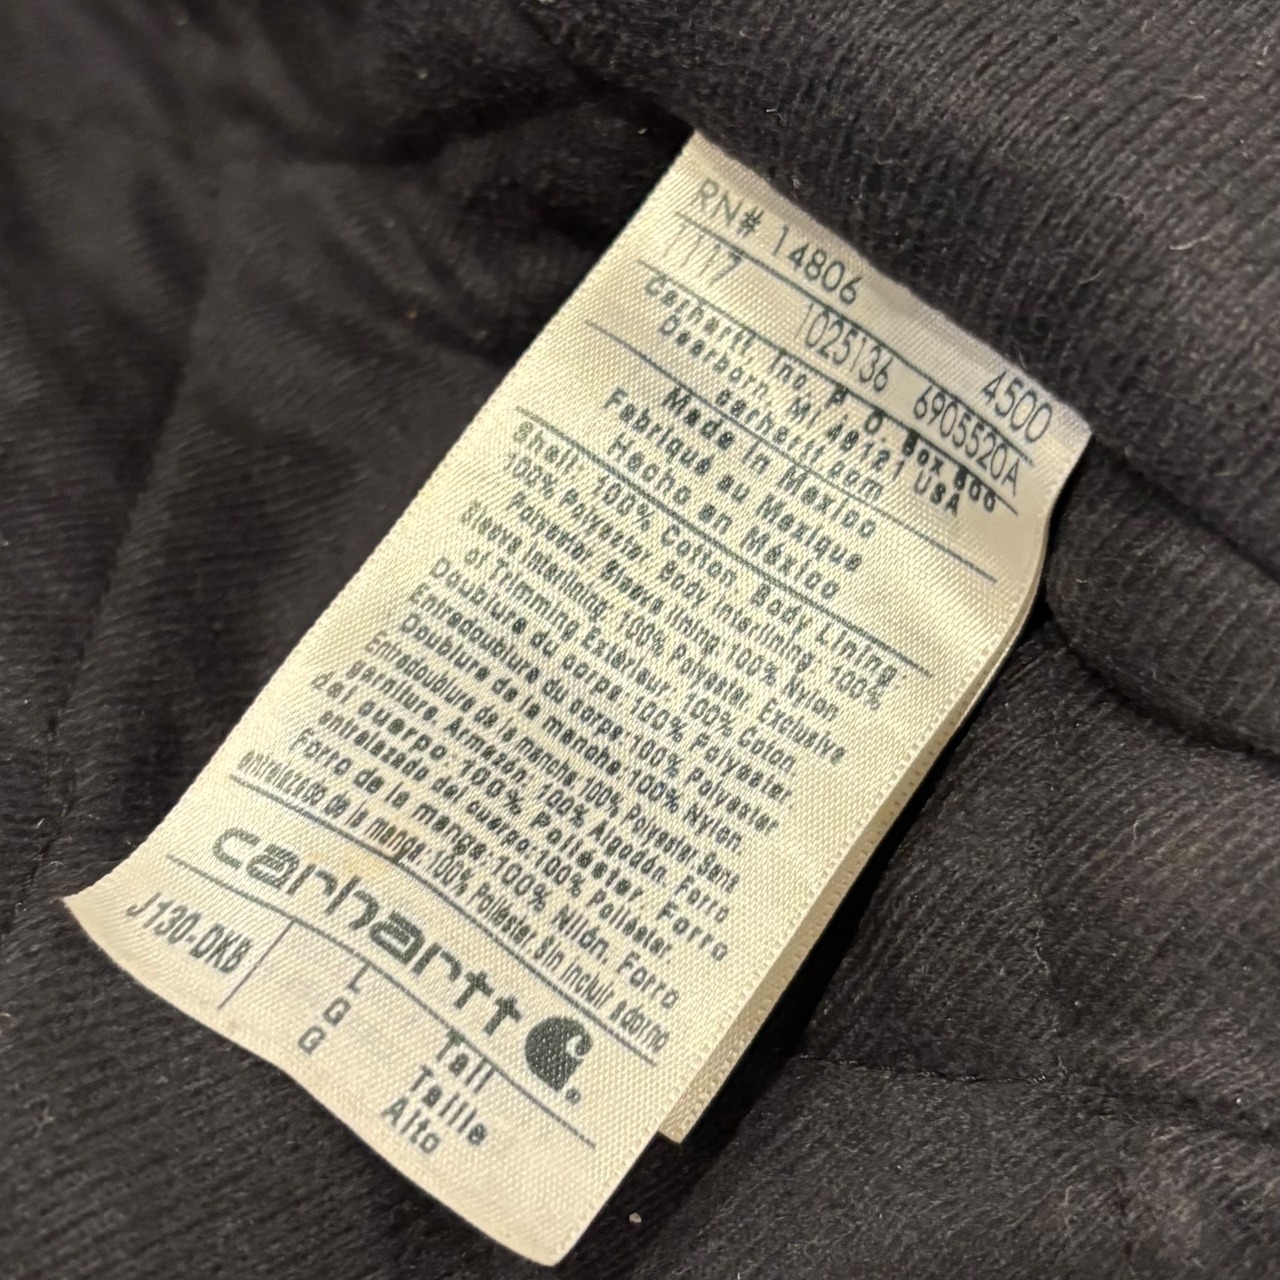 RN# 14806 4500
1117 1025136 6905520A
Carhartt, Inc. P. O. Box 600
Dearborn, MI. 48121 USA
carhartt.com
Made In Mexico
Fabriqué au Mexique
Hecho en México
Shell: 100% Cotton, Body Lining
100% Polyester, Body Interlining, 100%
Polyester, Sleeve lining, 100% Nylon
Sleeve Interlining, 100% Polyester, Exclusive
of Trimming Extérieur: 100% Coton.
Doublure du corps 100% Polyester
Entredoublure du corps 100% Polyester
Doublure de la manche 100% Nylon.
Entredoublure de la manche 100% Polyester. Sans
garniture. Armazón. 100% Algodón. Forro
del cuerpo: 100%. Poliester. Forro
entrelazado del cuerpo:100% Poliester.
Forro de la manga: 100% Nilón. Forro
entrelazado de la manga: 100% Poliester. Sin incluir adorno
carhartt
J130-DKB L Tall
G Taille
G Alto